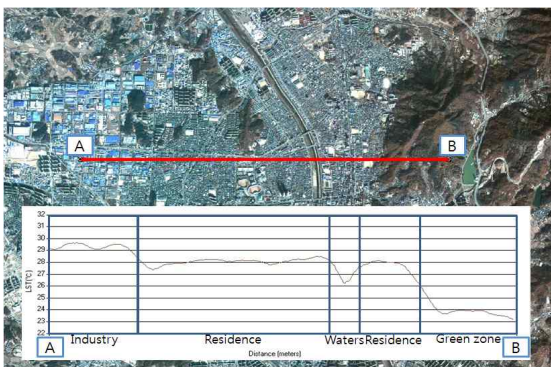 A
B
32
31
30
29
28
27
26
25
24
23
22
LST(℃)
A
Industry
Residence
Waters
Residence
Green zone
B
Distance [meters]